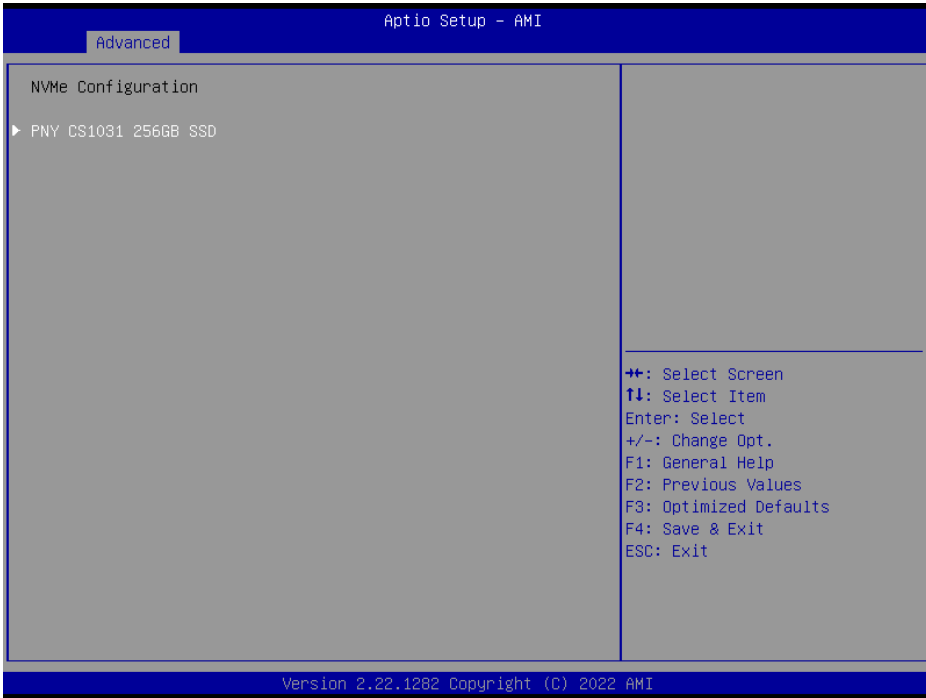 Aptio Setup – AMI
Advanced
NVMe Configuration
▶ PNY CS1031 256GB SSD
→←: Select Screen
↑↓: Select Item
Enter: Select
+/-: Change Opt.
F1: General Help
F2: Previous Values
F3: Optimized Defaults
F4: Save & Exit
ESC: Exit
Version 2.22.1282 Copyright (C) 2022 AMI